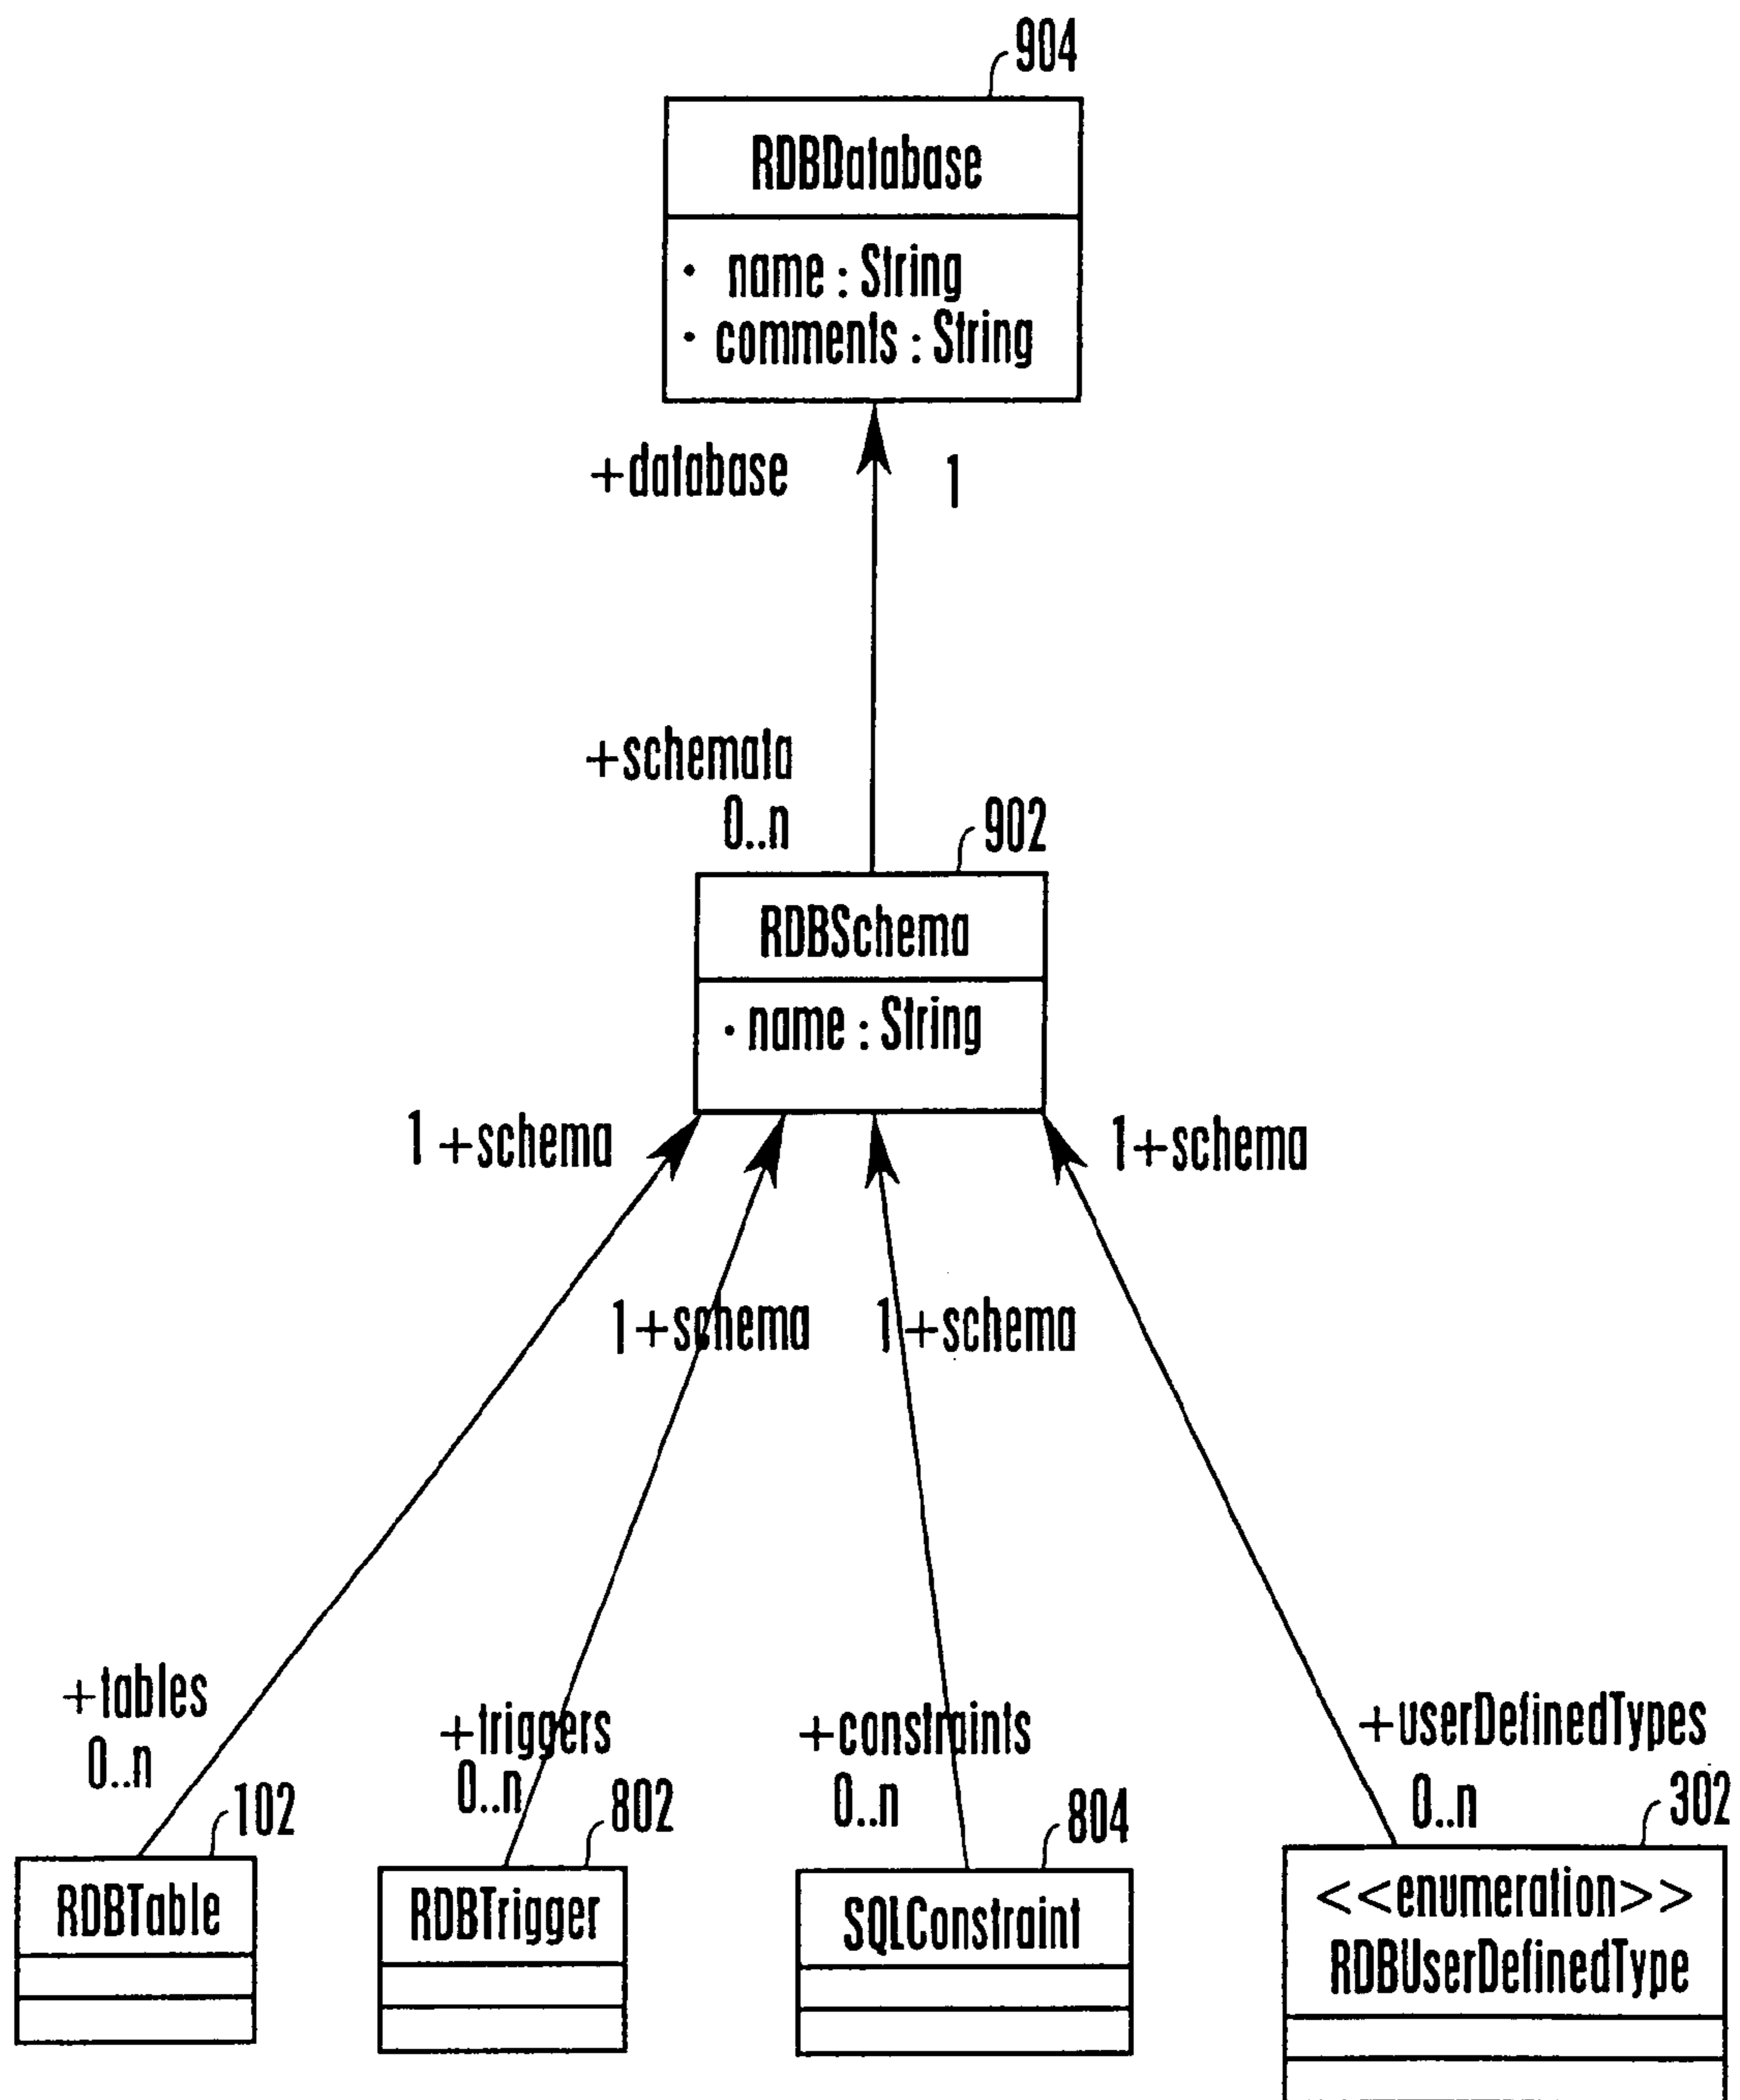 904
RDBDatabase
• name : String
• comments : String
+database 1
+schemata
0..n
902
RDBSchema
• name : String
1 +schema
1+schema
1+schema
1+schema
+tables
0..n
102
+triggers
0..n
802
+constraints
0..n
804
+userDefinedTypes
0..n
302
RDBTable
RDBTrigger
SQLConstraint
<<enumeration>>
RDBUserDefinedType